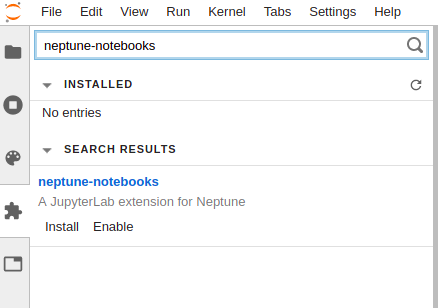 File Edit View Run Kernel Tabs Settings Help
neptune-notebooks
INSTALLED
No entries
SEARCH RESULTS
neptune-notebooks
A JupyterLab extension for Neptune
Install Enable